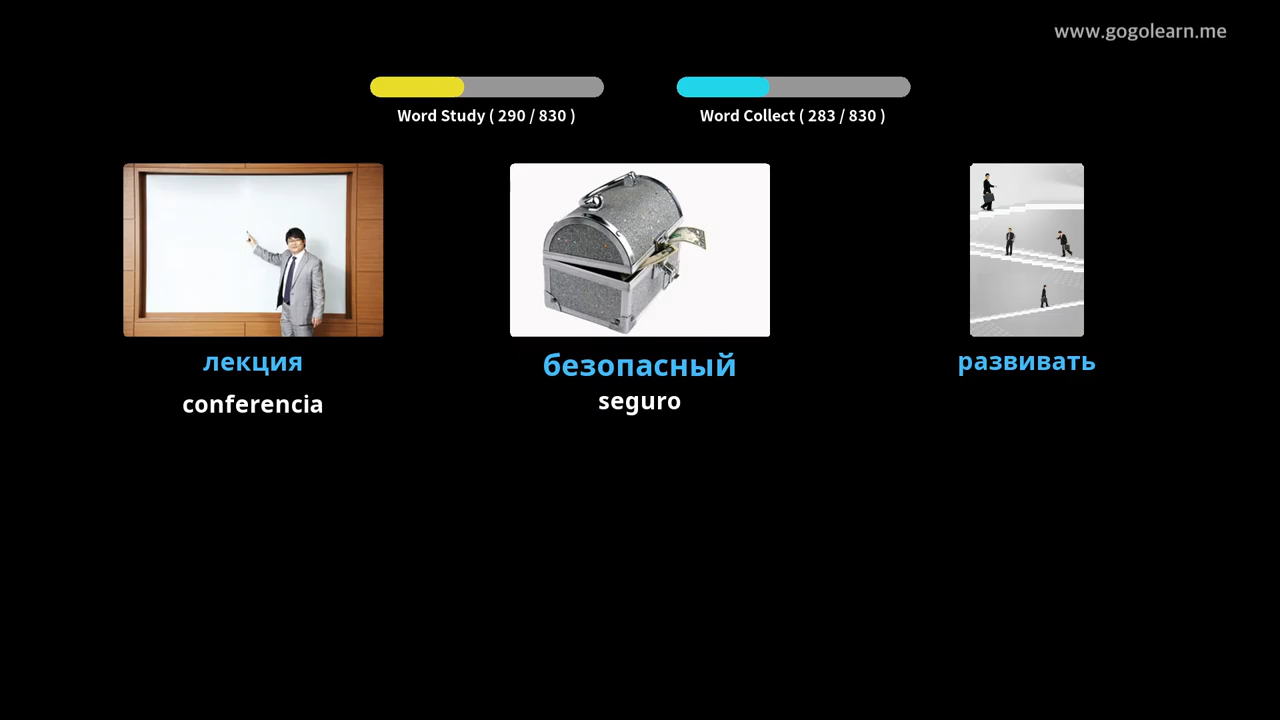 www.gogolearn.me
Word Study ( 290 / 830 )
Word Collect ( 283 / 830 )
лекция
безопасный
развивать
conferencia
seguro